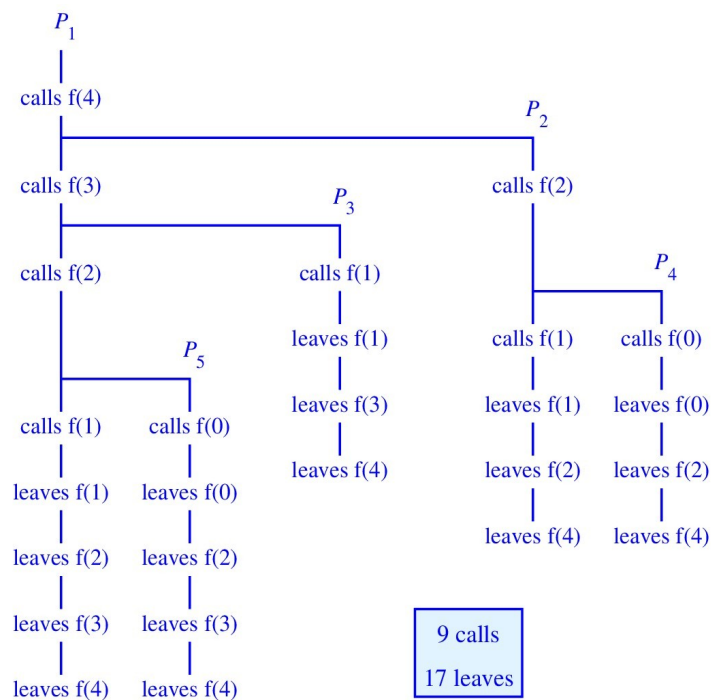 P1
calls f(4)
P2
calls f(3) calls f(2)
P3
calls f(2) calls f(1)
P4
leaves f(1) calls f(1) calls f(0)
P5
leaves f(3) leaves f(1) leaves f(0)
calls f(1) calls f(0)
leaves f(4) leaves f(2) leaves f(2)
leaves f(1) leaves f(0)
leaves f(4) leaves f(4)
leaves f(2) leaves f(2)
leaves f(3) leaves f(3)
9 calls
17 leaves
leaves f(4) leaves f(4)